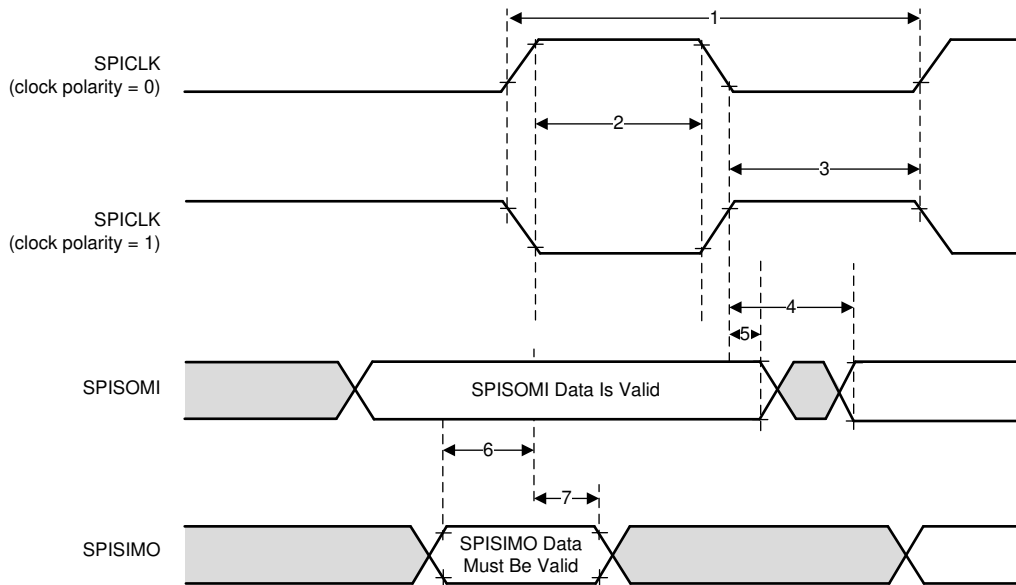 1
SPICLK
(clock polarity = 0)
2
3
SPICLK
(clock polarity = 1)
4
5
SPISOMI
SPISOMI Data Is Valid
6
7
SPISIMO
SPISIMO Data
Must Be Valid